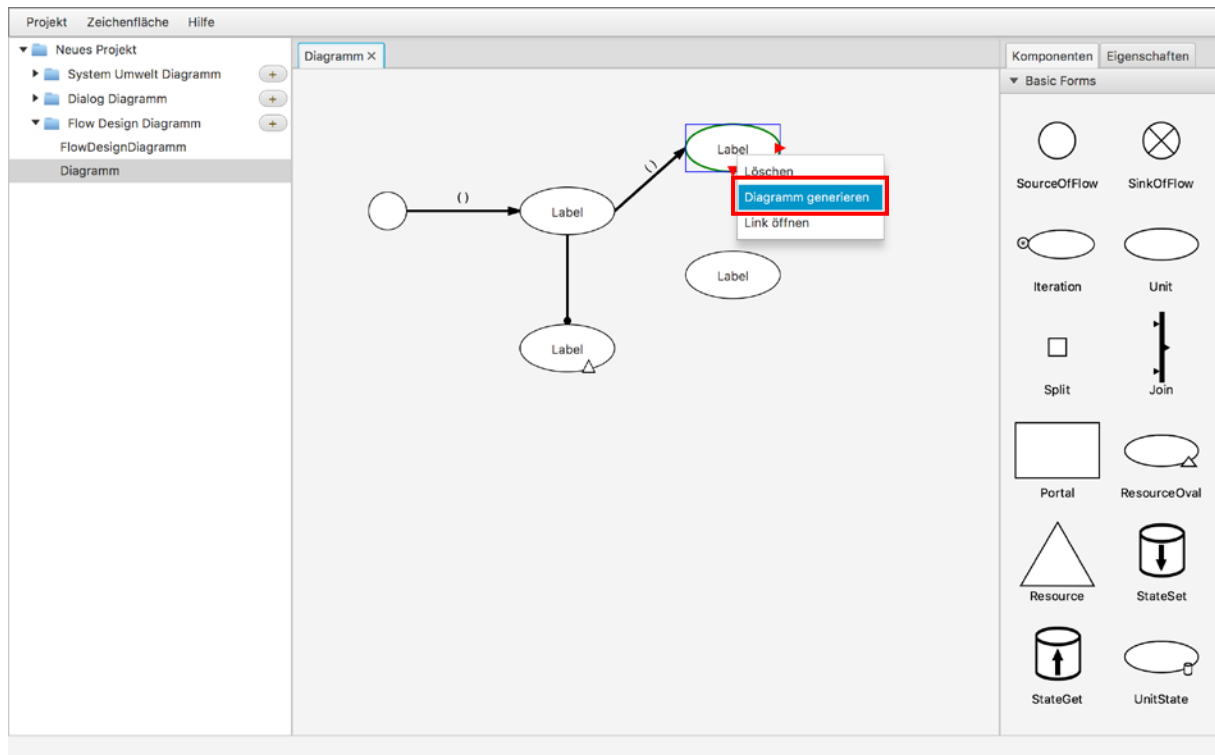 Projekt Zeichenfläche Hilfe
Neues Projekt
System Umwelt Diagramm +
Dialog Diagramm +
Flow Design Diagramm +
FlowDesignDiagramm
Diagramm
Diagramm ×
( )
Label
( )
Label
Löschen
Diagramm generieren
Link öffnen
Label
Label
Komponenten Eigenschaften
Basic Forms
SourceOfFlow SinkOfFlow
Iteration Unit
Split Join
Portal ResourceOval
Resource StateSet
StateGet UnitState